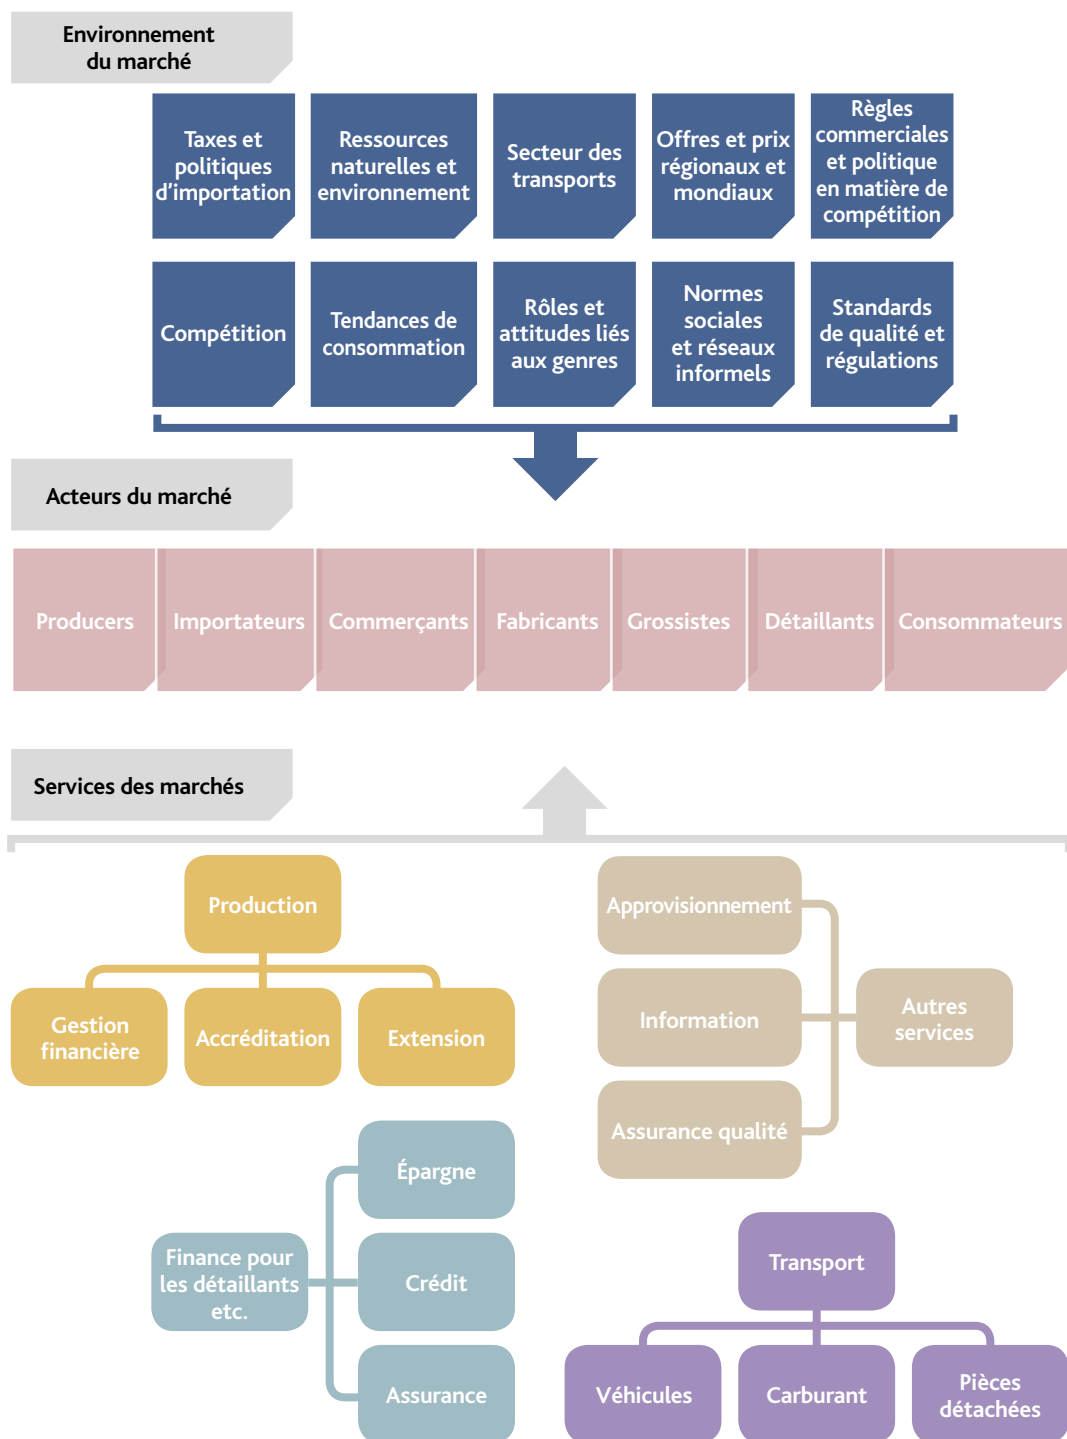 Environnement
du marché
Taxes et
politiques
d'importation
Ressources
naturelles et
environnement
Secteur des
transports
Offres et prix
régionaux et
mondiaux
Règles
commerciales
et politique
en matière de
compétition
Compétition
Tendances de
consommation
Rôles et
attitudes liés
aux genres
Normes
sociales
et réseaux
informels
Standards
de qualité et
régulations
Acteurs du marché
Producers
Importateurs
Commerçants
Fabricants
Grossistes
Détaillants
Consommateurs
Services des marchés
Production
Gestion
financière
Accréditation
Extension
Approvisionnement
Information
Assurance qualité
Autres
services
Finance pour
les détaillants
etc.
Épargne
Crédit
Assurance
Transport
Véhicules
Carburant
Pièces
détachées